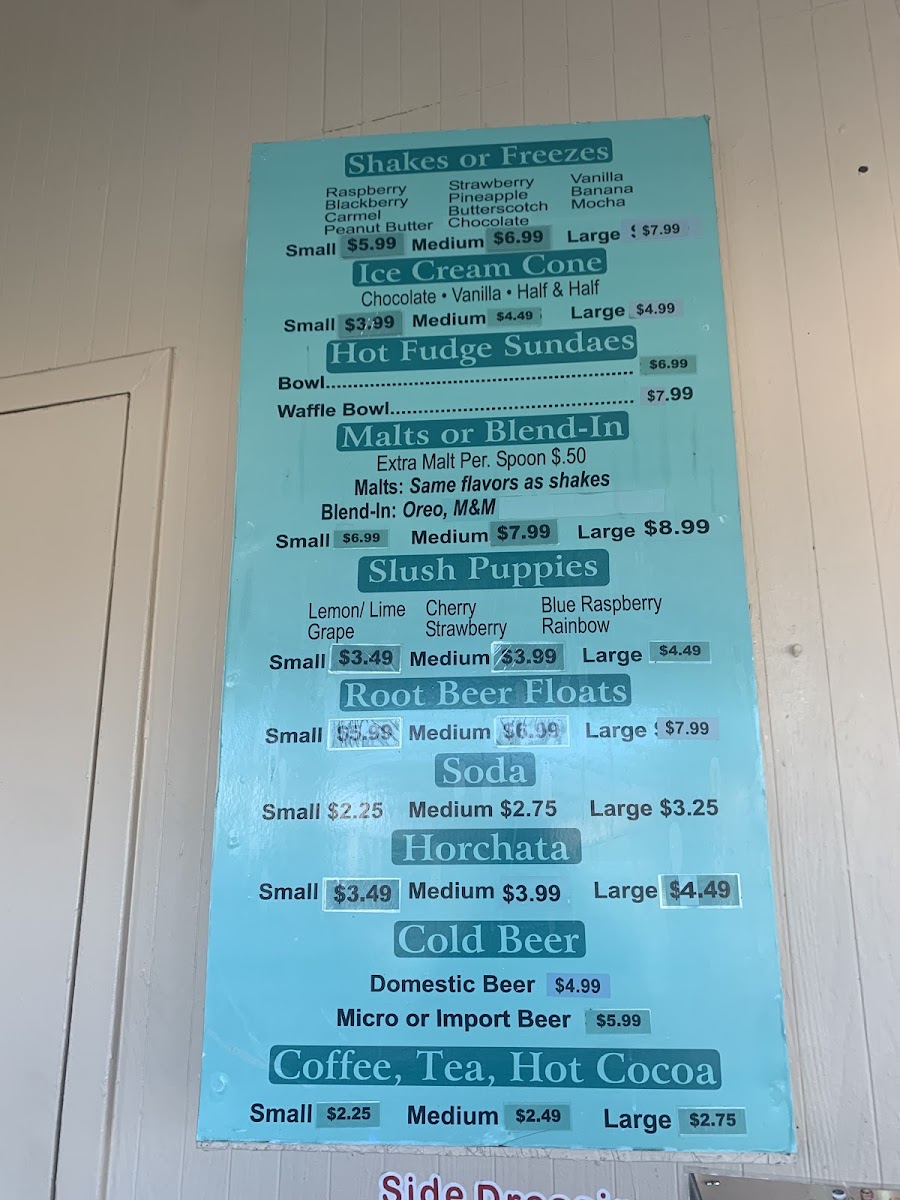 Shakes or Freezes
Raspberry Strawberry Vanilla
Blackberry Pineapple Banana
Carmel Butterscotch Mocha
Peanut Butter Chocolate
Small $5.99 Medium $6.99 Large $7.99
Ice Cream Cone
Chocolate • Vanilla • Half & Half
Small $3.99 Medium $4.49 Large $4.99
Hot Fudge Sundaes
Bowl........................................................ $6.99
Waffle Bowl............................................. $7.99
Malts or Blend-In
Extra Malt Per. Spoon $.50
Malts: Same flavors as shakes
Blend-In: Oreo, M&M
Small $6.99 Medium $7.99 Large $8.99
Slush Puppies
Lemon/ Lime Cherry Blue Raspberry
Grape Strawberry Rainbow
Small $3.49 Medium $3.99 Large $4.49
Root Beer Floats
Small $5.99 Medium $6.99 Large $7.99
Soda
Small $2.25 Medium $2.75 Large $3.25
Horchata
Small $3.49 Medium $3.99 Large $4.49
Cold Beer
Domestic Beer $4.99
Micro or Import Beer $5.99
Coffee, Tea, Hot Cocoa
Small $2.25 Medium $2.49 Large $2.75
Side